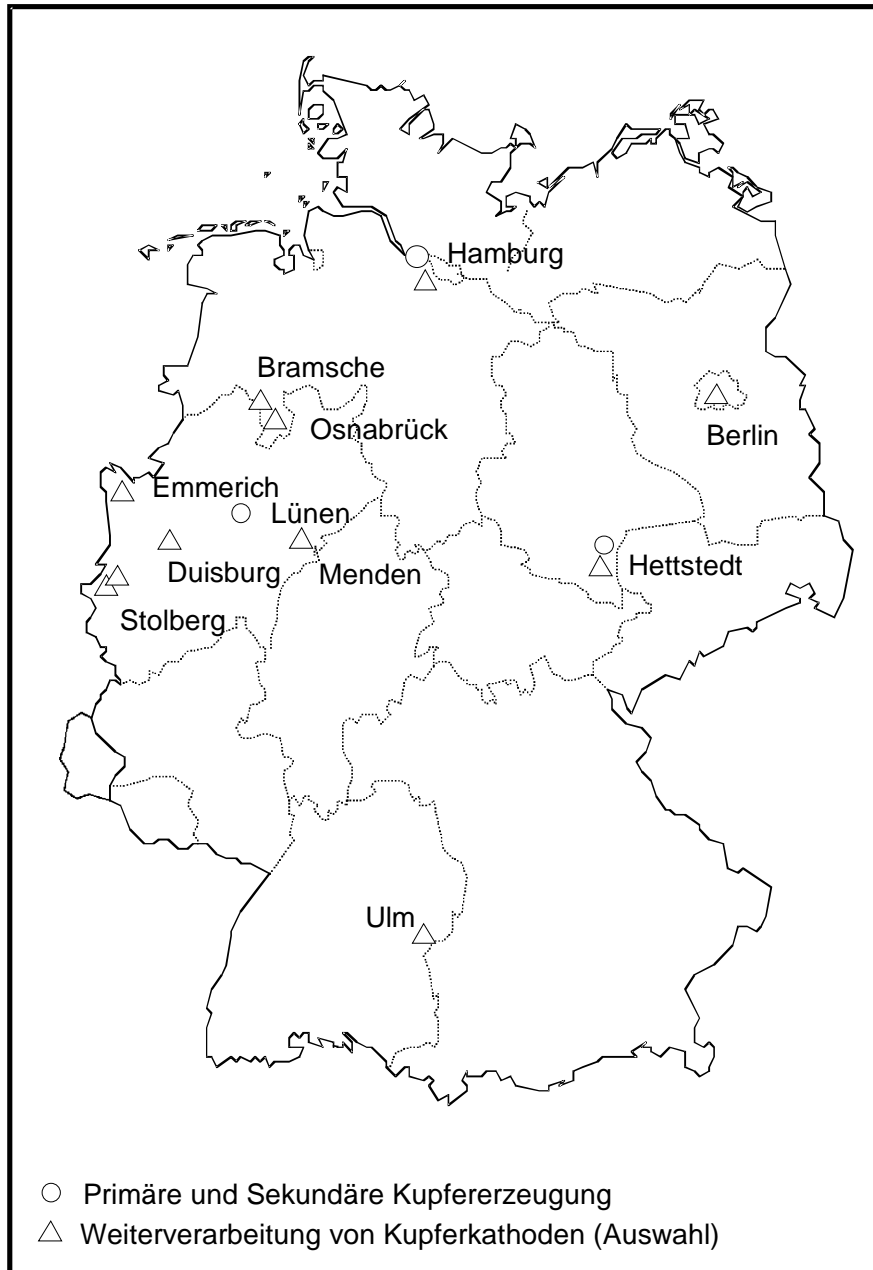 Hamburg
Bramsche
Osnabrück
Berlin
Emmerich
Lünen
Duisburg
Menden
Hettstedt
Stolberg
Ulm
Primäre und Sekundäre Kupfererzeugung
Weiterverarbeitung von Kupferkathoden (Auswahl)